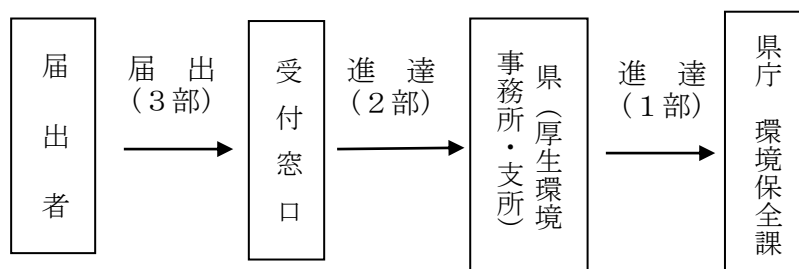 届出者
届出
(３部)
受付窓口
進達
(２部)
県（厚生環境
事務所・支所）
進達
(１部)
県庁　環境保全課